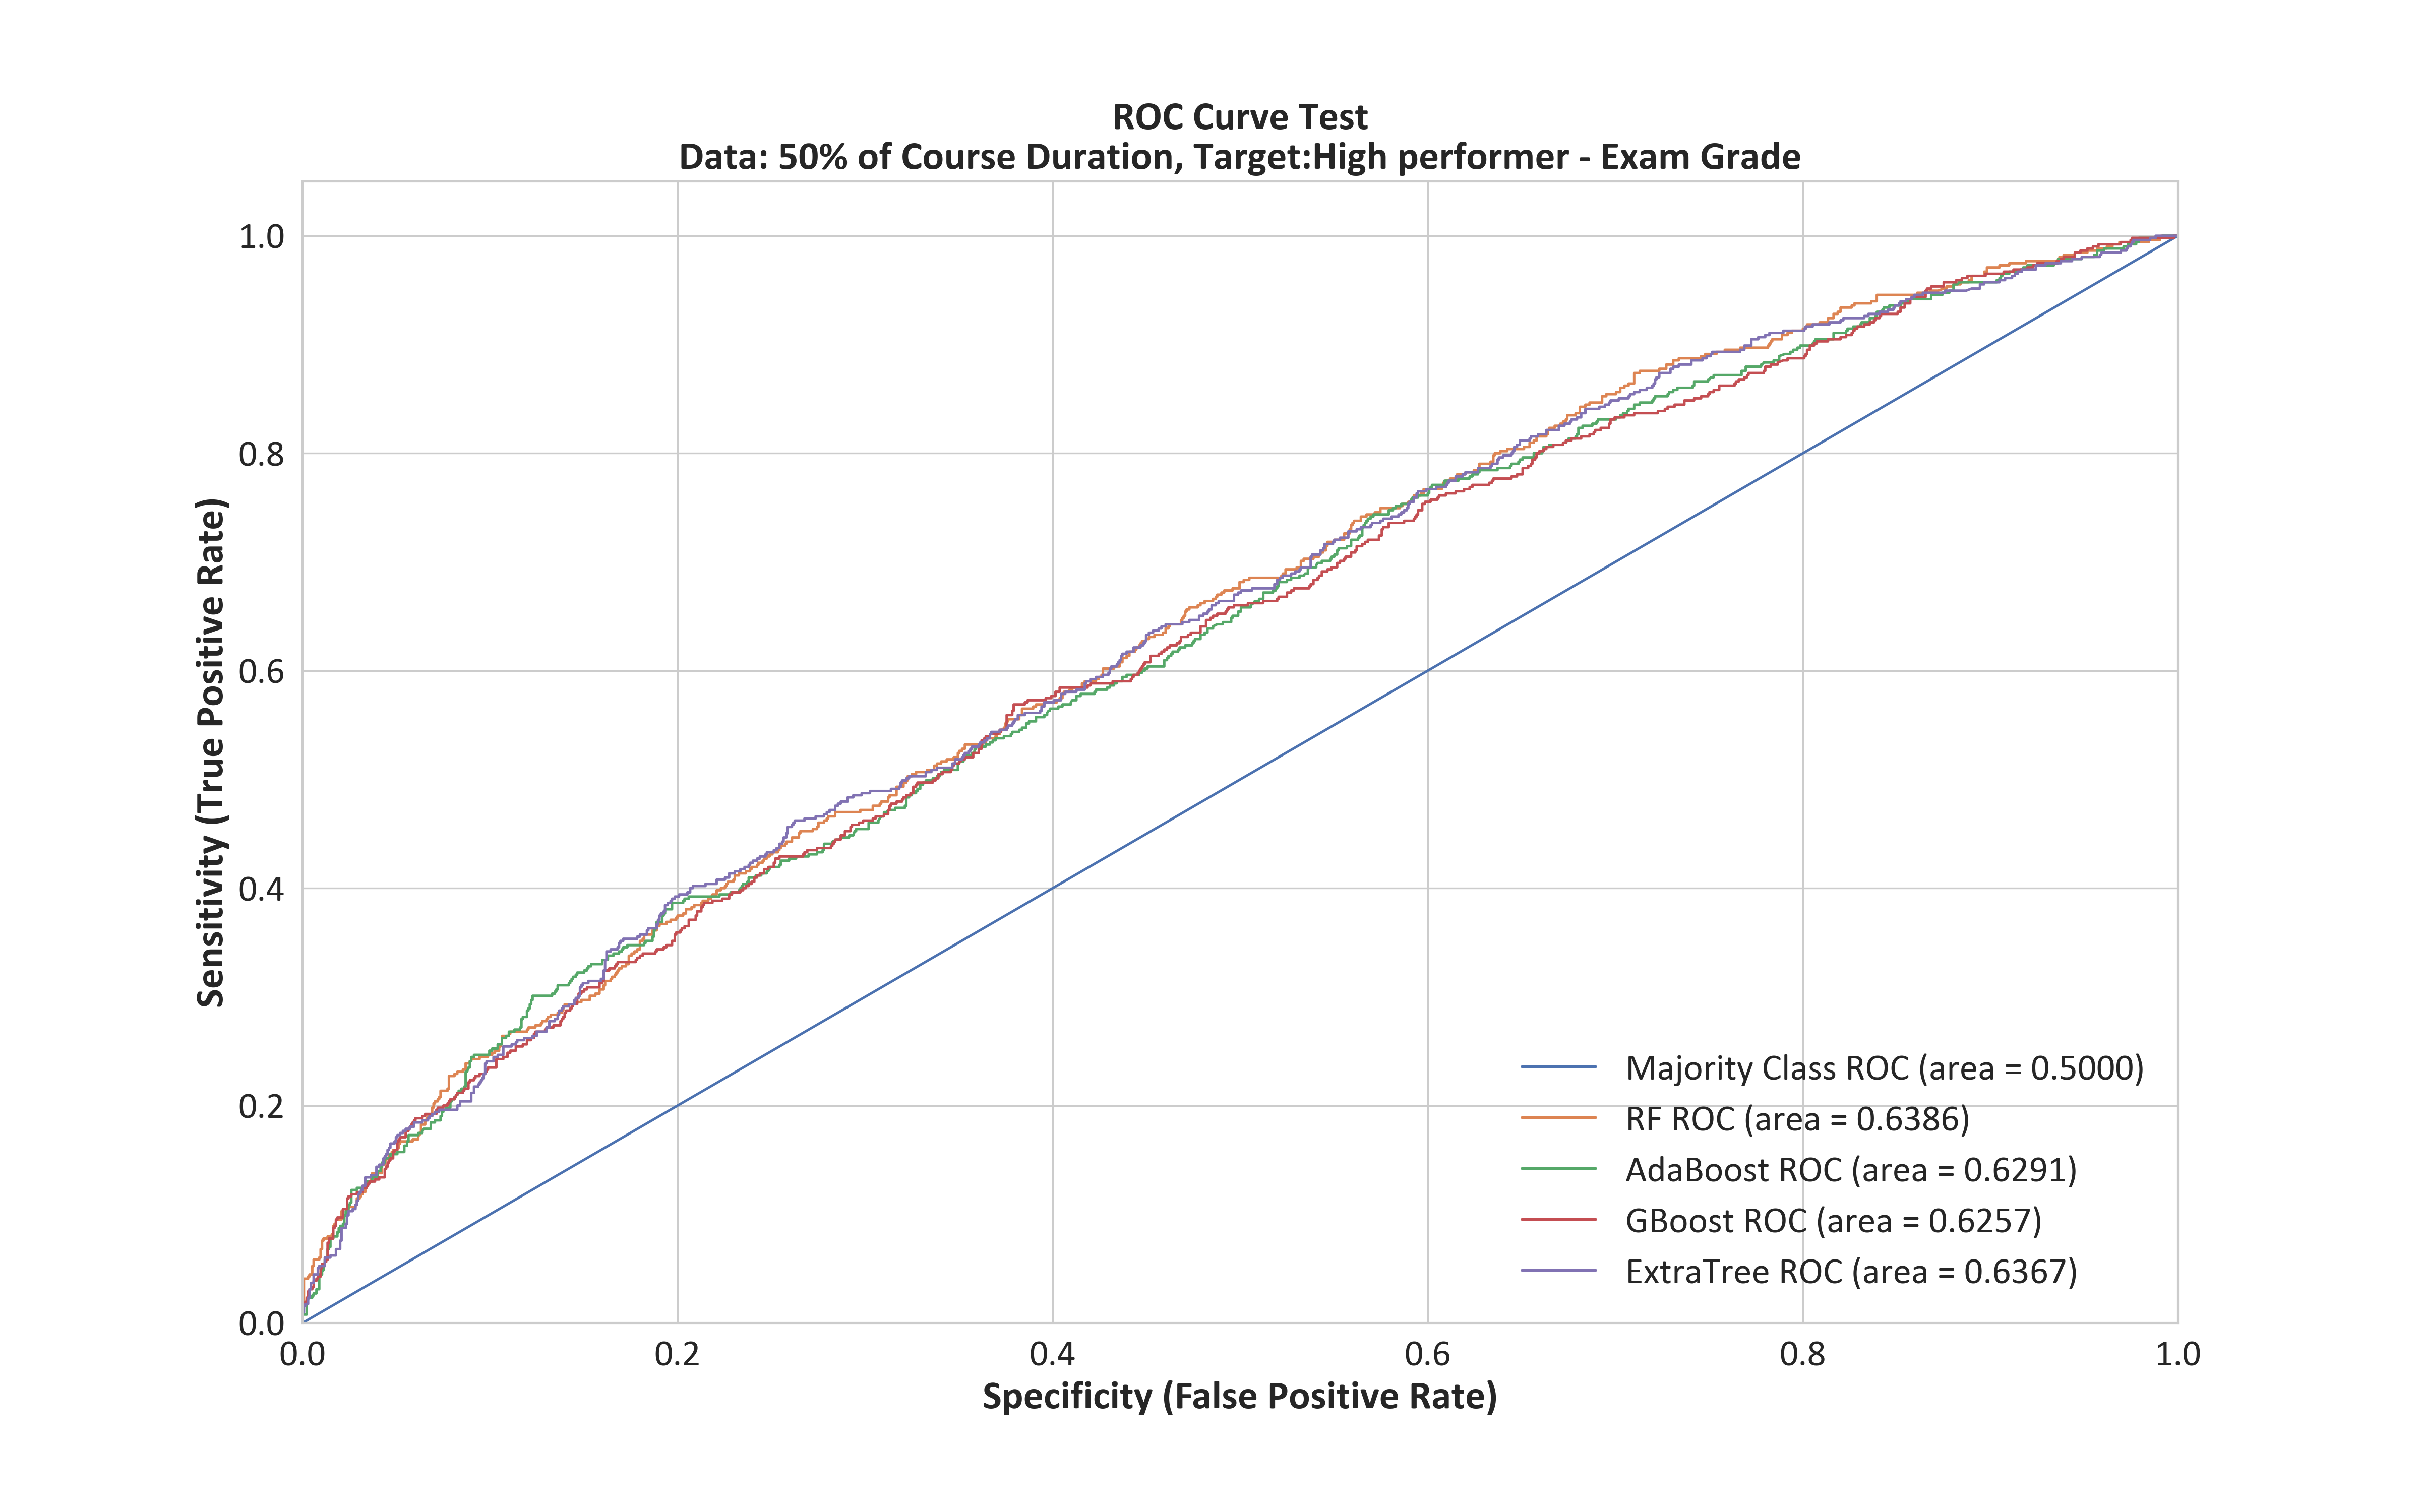 ROC Curve Test
Data: 50% of Course Duration, Target:High performer - Exam Grade
1.0
0.8
0.6
0.4
0.2
0.0
Sensitivity (True Positive Rate)
0.0 0.2 0.4 0.6 0.8 1.0
Specificity (False Positive Rate)
Majority Class ROC (area = 0.5000)
RF ROC (area = 0.6386)
AdaBoost ROC (area = 0.6291)
GBoost ROC (area = 0.6257)
ExtraTree ROC (area = 0.6367)